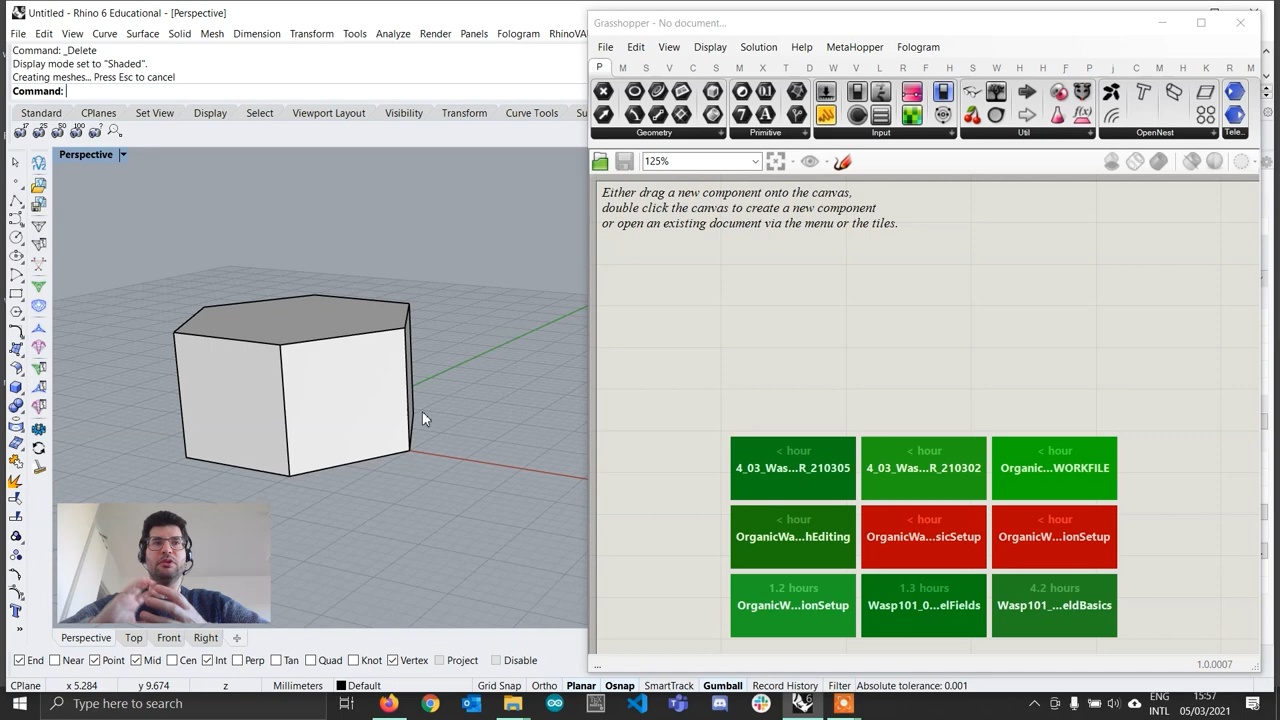 Untitled - Rhino 6 Educational - [Perspective]
File Edit View Curve Surface Solid Mesh Dimension Transform Tools Analyze Render Panels Fologram RhinoVA
Command: _Delete
Display mode set to "Shaded".
Creating meshes... Press Esc to cancel
Command:
Standard CPlanes Set View Display Select Viewport Layout Visibility Transform Curve Tools Su
Perspective
Grasshopper - No document...
File Edit View Display Solution Help MetaHopper Fologram
P M S V C S M X T D W A K V L R F B H L E K M H F P j C M H K I R M
Geometry Primitive Input Util OpenNest Tele...
125%
Either drag a new component onto the canvas,
double click the canvas to create a new component
or open an existing document via the menu or the tiles.
< hour
4_03_Was...R_210305
< hour
4_03_Was...R_210302
< hour
Organic...WORKFILE
< hour
OrganicWa...hEditing
< hour
OrganicWa...sicSetup
< hour
OrganicW...ionSetup
1.2 hours
OrganicW...ionSetup
1.3 hours
Wasp101_0...elFields
4.2 hours
Wasp101_...eldBasics
... 1.0.0007
Perspective Top Front Right
End Near Point Mid Cen Int Perp Tan Quad Knot Vertex Project Disable
CPlane x 5.284 y 9.674 z Millimeters Default Grid Snap Ortho Planar Osnap SmartTrack Gumball Record History Filter Absolute tolerance: 0.001
Type here to search
ENG
INTL
15:57
05/03/2021